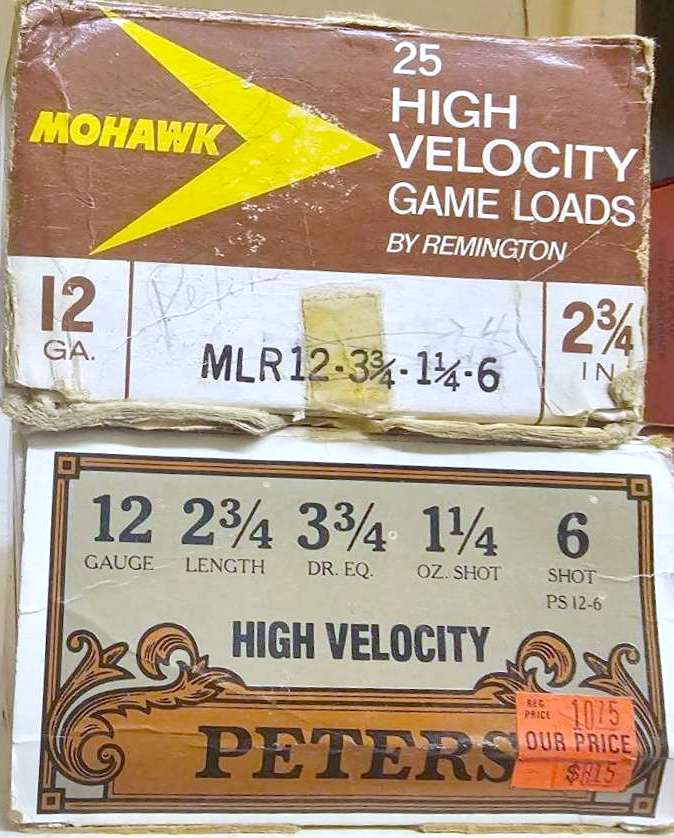 MOHAWK
25
HIGH
VELOCITY
GAME LOADS
BY REMINGTON
12
GA.
MLR12-3¾-1¼-6
2¾
IN
12 2¾ 3¾ 1¼ 6
GAUGE LENGTH DR. EQ. OZ. SHOT SHOT
PS 12-6
HIGH VELOCITY
PETERS
REG.
PRICE 1075
OUR PRICE
$815